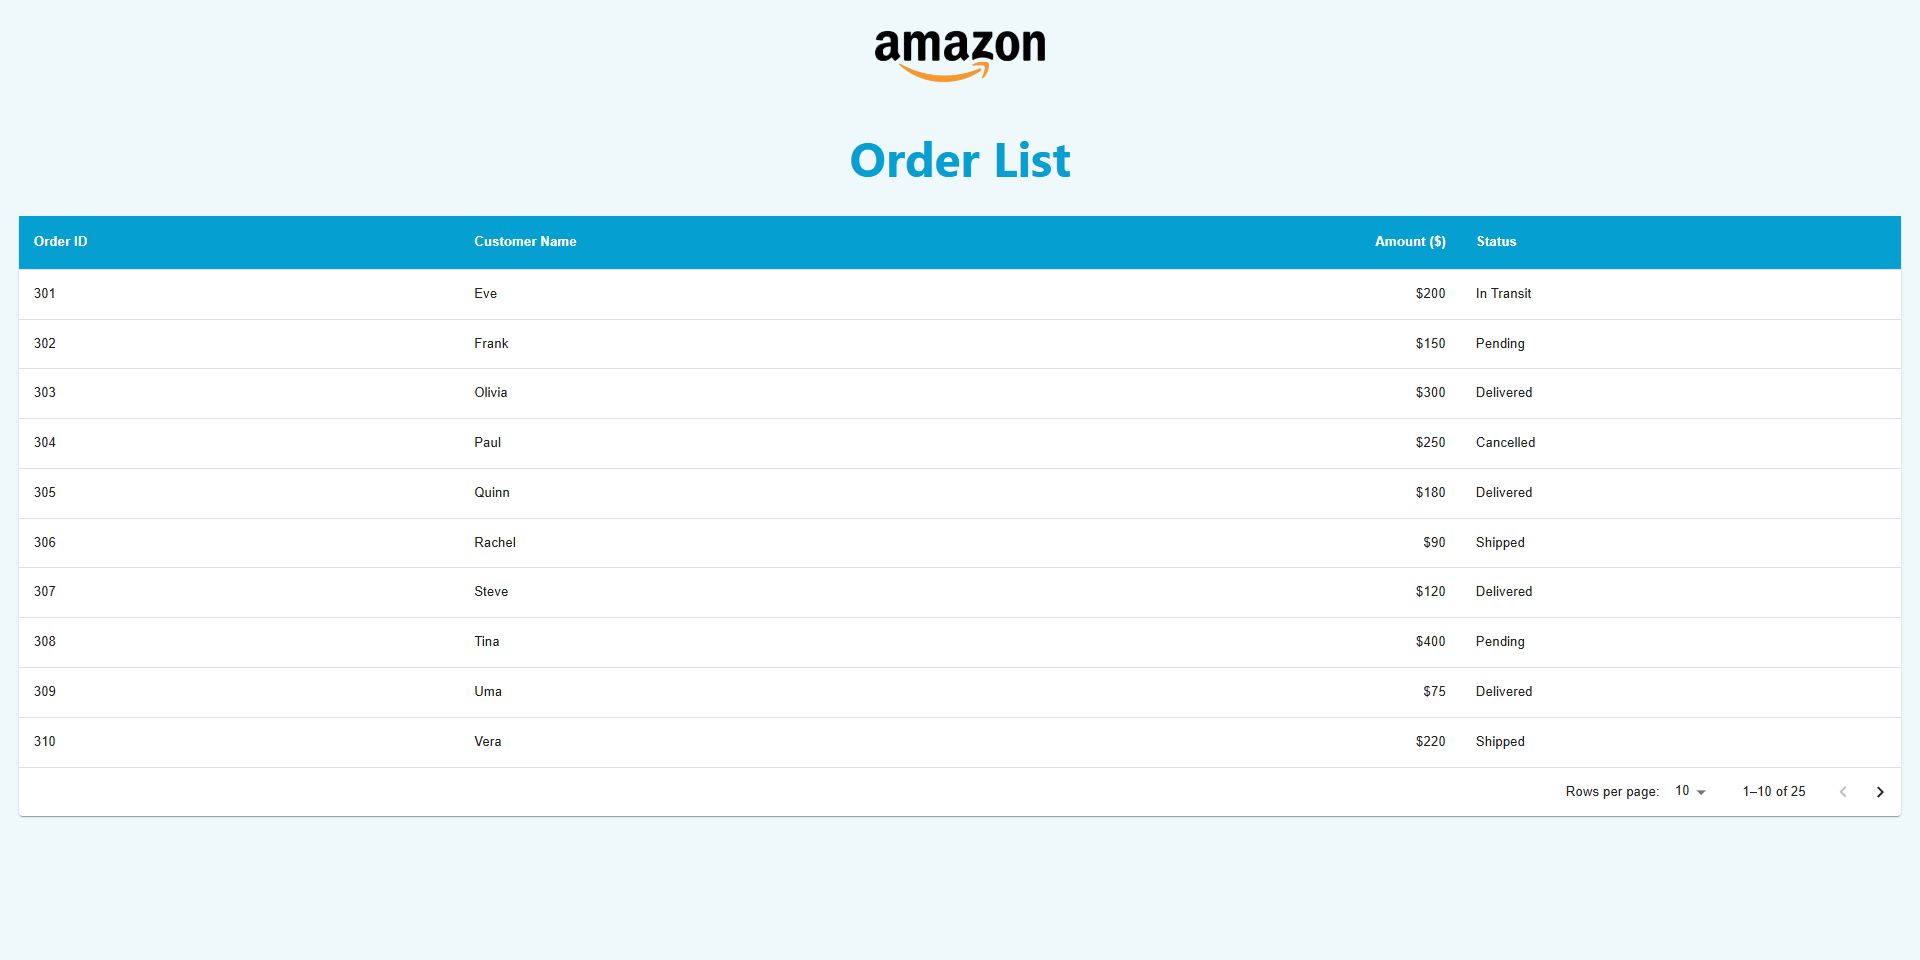 amazon
Order List
Order ID Customer Name Amount ($) Status
301 Eve $200 In Transit
302 Frank $150 Pending
303 Olivia $300 Delivered
304 Paul $250 Cancelled
305 Quinn $180 Delivered
306 Rachel $90 Shipped
307 Steve $120 Delivered
308 Tina $400 Pending
309 Uma $75 Delivered
310 Vera $220 Shipped
Rows per page: 10 1–10 of 25